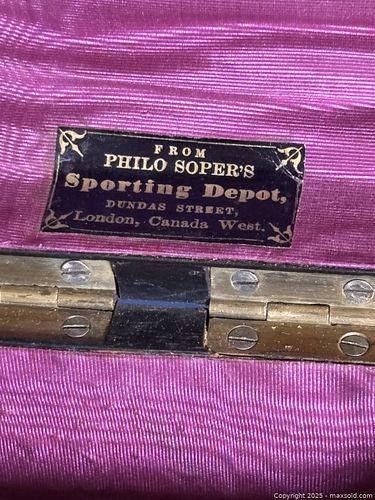 FROM
PHILO SOPER'S
Sporting Depot,
DUNDAS STREET,
London, Canada West.
Copyright 2025 - maxsold.com